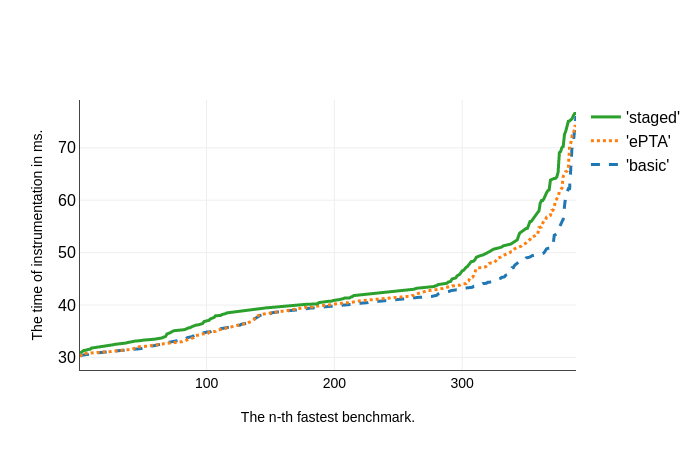 'staged'
'ePTA'
'basic'
The time of instrumentation in ms.
70
60
50
40
30
100
200
300
The n-th fastest benchmark.